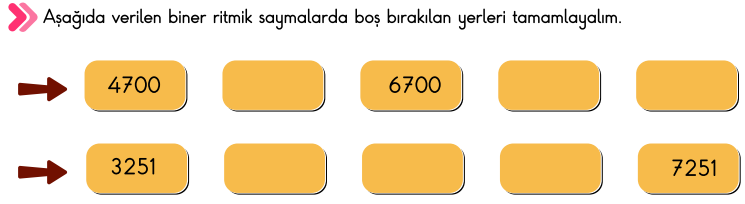 Aşağıda verilen biner ritmik saymalarda boş bırakılan yerleri tamamlayalım.
4700 6700
3251 7251